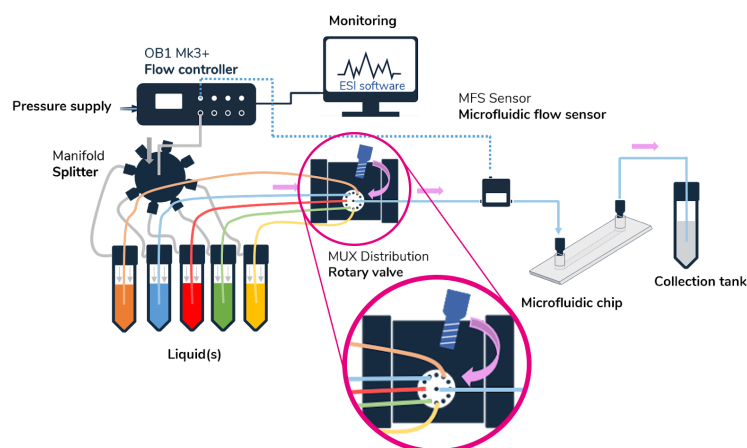 Monitoring
OB1 Mk3+
Flow controller
ESI software
Pressure supply
MFS Sensor
Microfluidic flow sensor
Manifold
Splitter
MUX Distribution
Rotary valve
Collection tank
Microfluidic chip
Liquid(s)